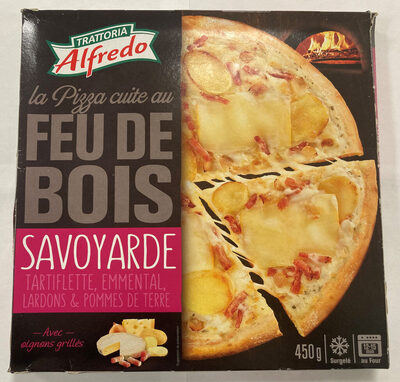 TRATTORIA
Alfredo
la Pizza cuite au
FEU DE
BOIS
SAVOYARDE
TARTIFLETTE, EMMENTAL,
LARDONS & POMMES DE TERRE
Avec
oignons grillés
450g
Surgelé
au Four